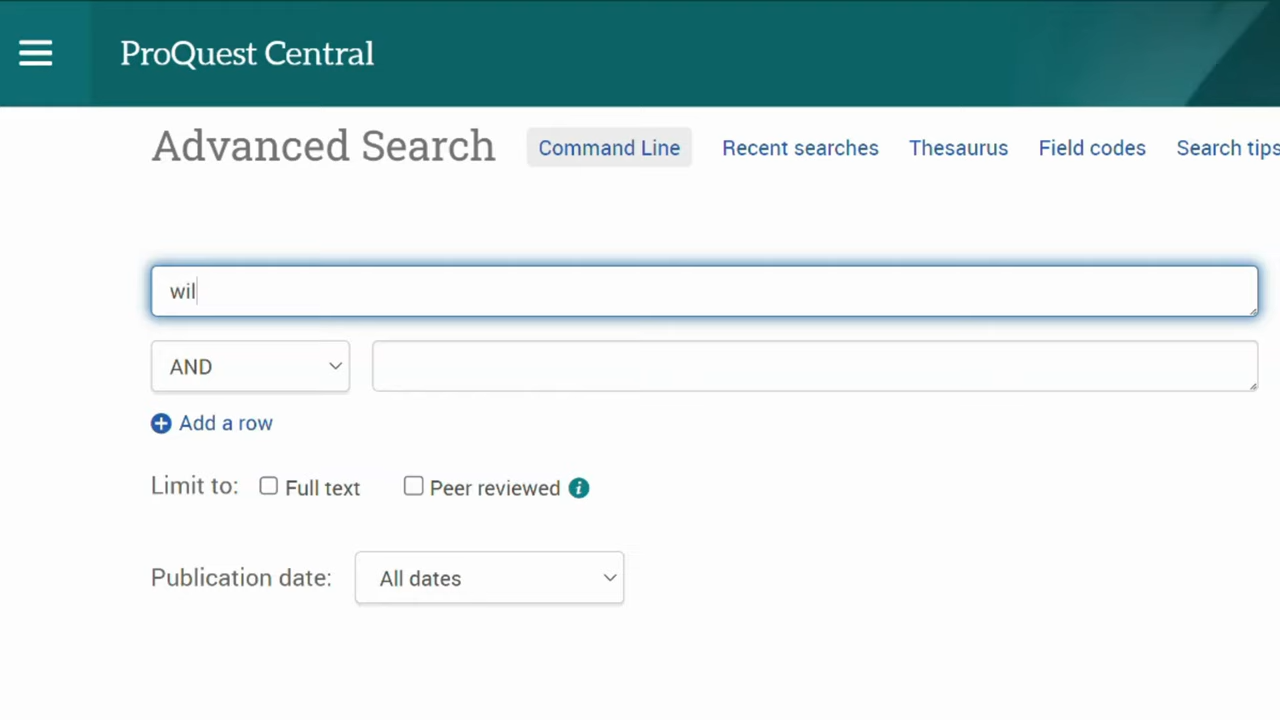 ProQuest Central
Advanced Search Command Line Recent searches Thesaurus Field codes Search tips
wil
AND
Add a row
Limit to: Full text Peer reviewed i
Publication date: All dates